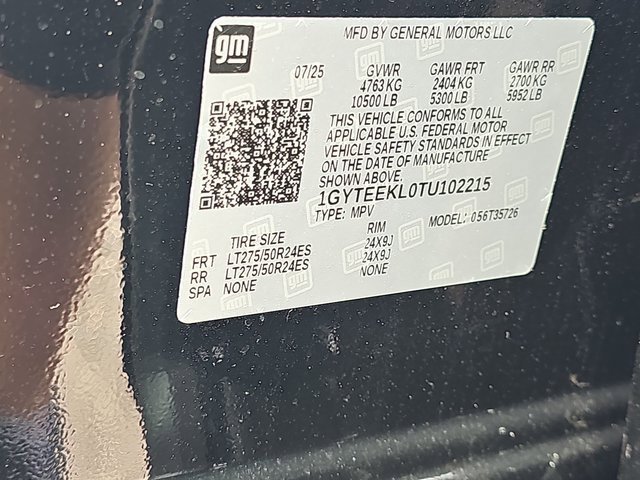 gm
MFD BY GENERAL MOTORS LLC
07/25 GVWR GAWR FRT GAWR RR
4763 KG 2404 KG 2700 KG
10500 LB 5300 LB 5952 LB
THIS VEHICLE CONFORMS TO ALL
APPLICABLE U.S. FEDERAL MOTOR
VEHICLE SAFETY STANDARDS IN EFFECT
ON THE DATE OF MANUFACTURE
SHOWN ABOVE.
1GYTEEKL0TU102215
TYPE: MPV MODEL: 056T35726
TIRE SIZE RIM
FRT LT275/50R24ES 24X9J
RR LT275/50R24ES 24X9J
SPA NONE NONE